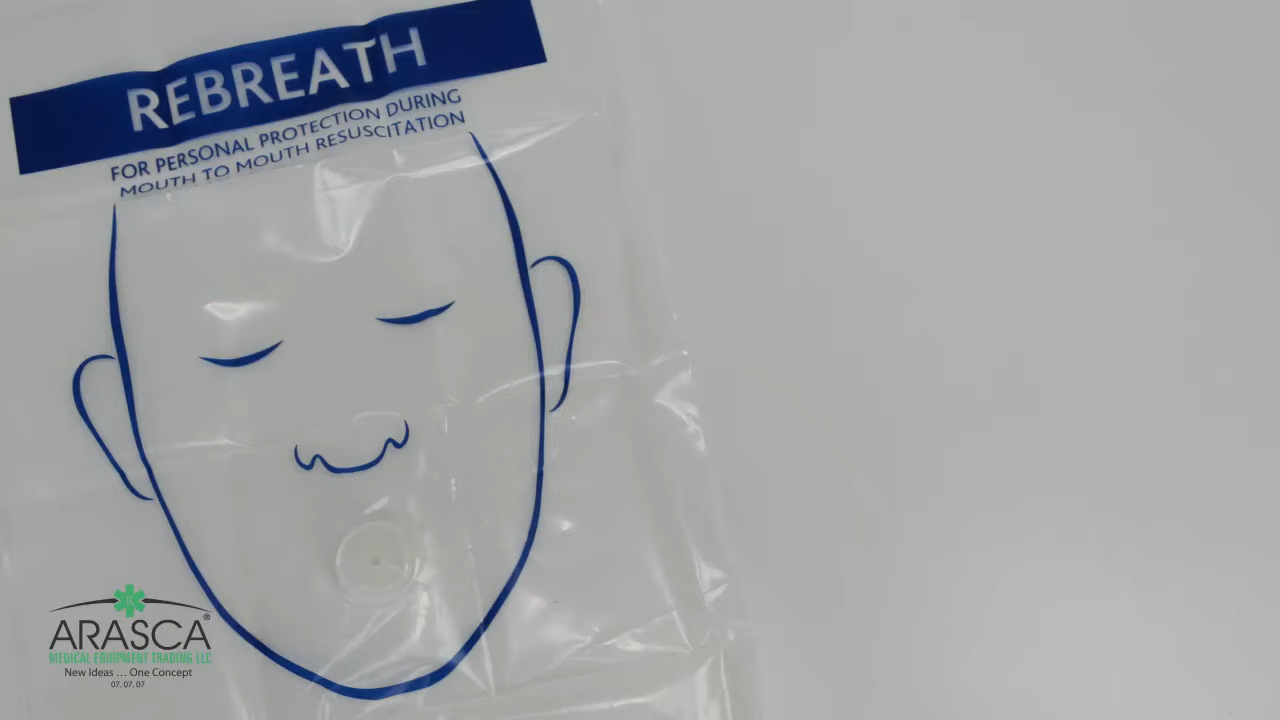 REBREATH
FOR PERSONAL PROTECTION DURING
MOUTH TO MOUTH RESUSCITATION
ARASCA®
MEDICAL EQUIPMENT TRADING LLC
New Ideas ... One Concept
07. 07. 07